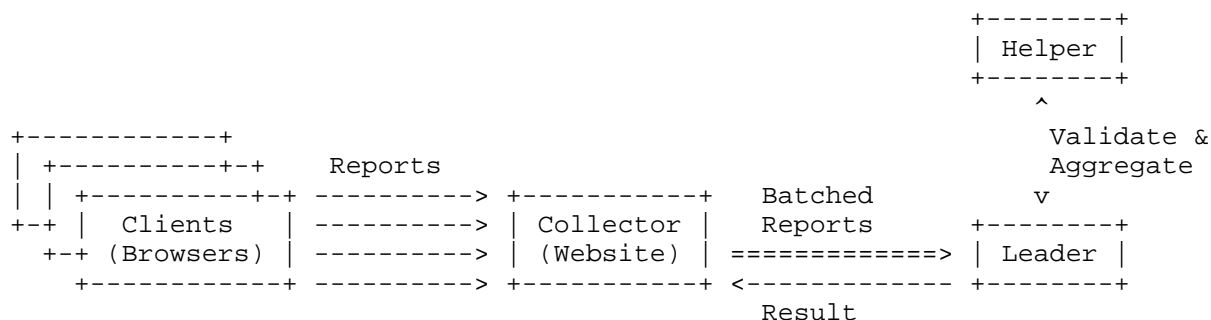 Helper
Validate &
Reports Aggregate
Batched
Clients Collector Reports
(Browsers) (Website) Leader
Result